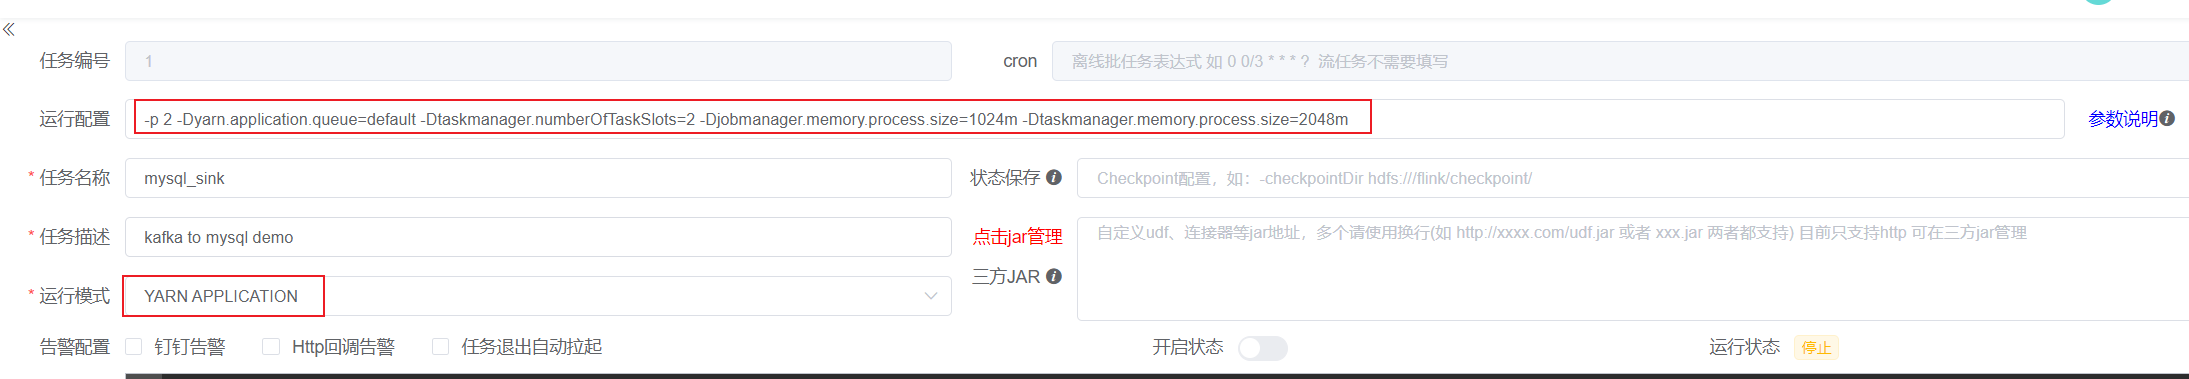 任务编号 1 cron 离线批任务表达式 如 0 0/3 * * * ? 流任务不需要填写
运行配置 -p 2 -Dyarn.application.queue=default -Dtaskmanager.numberOfTaskSlots=2 -Djobmanager.memory.process.size=1024m -Dtaskmanager.memory.process.size=2048m 参数说明
* 任务名称 mysql_sink 状态保存 Checkpoint配置，如：-checkpointDir hdfs:///flink/checkpoint/
* 任务描述 kafka to mysql demo 点击jar管理 自定义udf、连接器等jar地址，多个请使用换行(如 http://xxxx.com/udf.jar 或者 xxx.jar 两者都支持) 目前只支持http 可在三方jar管理
三方JAR
* 运行模式 YARN APPLICATION
告警配置 钉钉告警 Http回调告警 任务退出自动拉起 开启状态 运行状态 停止